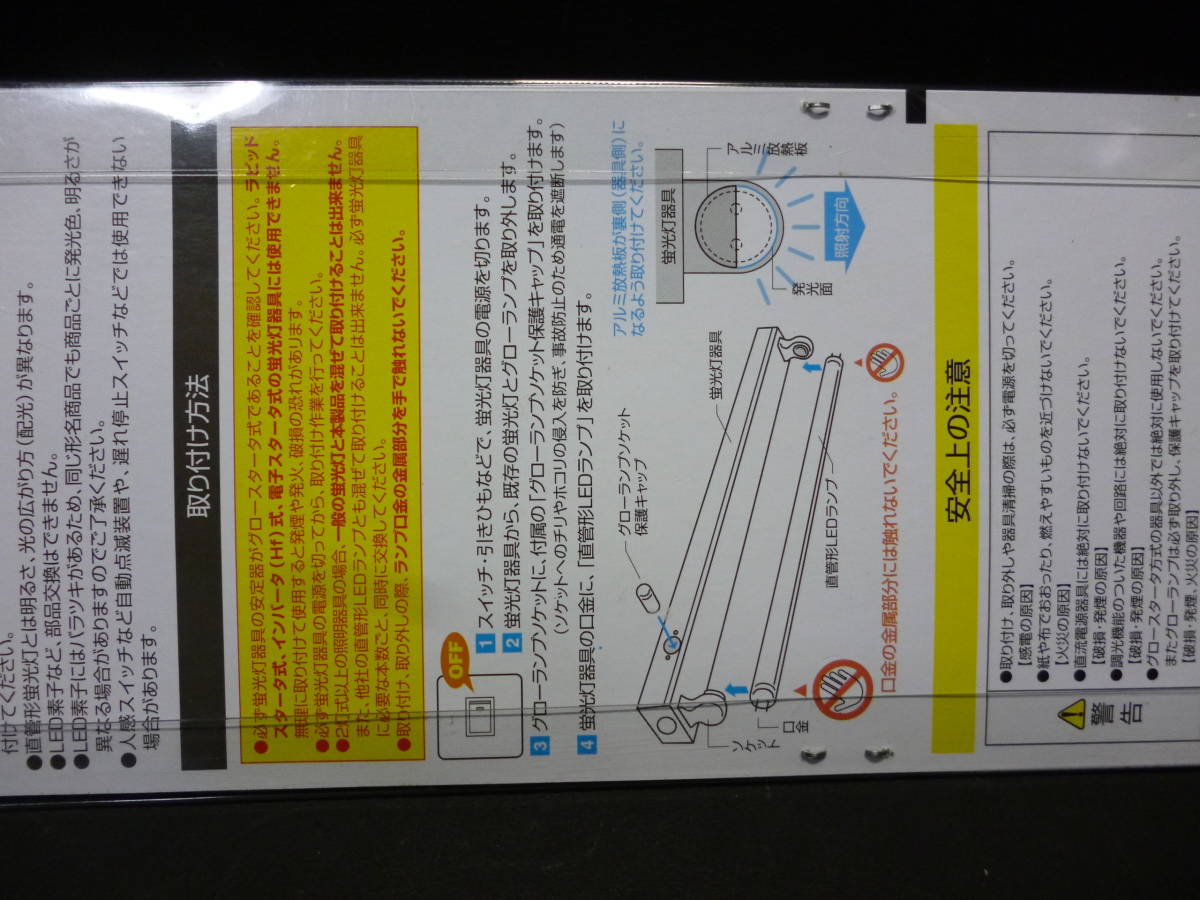 付けてください。
●直管形蛍光灯とは明るさ、光の広がり方（配光）が異なります。
●LED素子など、部品交換はできません。
●LED素子にはバラツキがあるため、同じ形名商品でも商品ごとに発光色、明るさが
異なる場合がありますのでご了承ください。
●人感スイッチなど自動点滅装置や、遅れ停止スイッチなどでは使用できない
場合があります。
取り付け方法
●必ず蛍光灯器具の安定器がグロースタータ式であることを確認してください。ラピッド
スタータ式、インバータ（Hf）式、電子スタータ式の蛍光灯器具には使用できません。
無理に取り付けて使用すると発煙や発火、破損の恐れがあります。
●必ず蛍光灯器具の電源を切ってから、取り付け作業を行ってください。
●2灯式以上の照明器具の場合、一般の蛍光灯と本製品を混ぜて取り付けることは出来ません。
また、他社の直管形LEDランプとも混ぜて取り付けることは出来ません。必ず蛍光灯器具
に必要な本数ごと、同時に交換してください。
●取り付け、取り外しの際、ランプ口金の金属部分を手で触れないでください。
OFF
1 スイッチ・引きひもなどで、蛍光灯器具の電源を切ります。
2 蛍光灯器具から、既存の蛍光灯とグローランプを取り外します。
3 グローランプソケットに、付属の「グローランプソケット保護キャップ」を取り付けます。
（ソケットへのチリやホコリの侵入を防ぎ、事故防止のため通電を遮断します）
4 蛍光灯器具の口金に、「直管形LEDランプ」を取り付けます。
アルミ放熱板が裏側（器具側）に
なるよう取り付けてください。
グローランプソケット
保護キャップ
蛍光灯器具
蛍光灯器具
アルミ放熱板
発光面
照射方向
ソケット
口金
直管形LEDランプ
口金の金属部分には触れないでください。
安全上の注意
警告
●取り付け、取り外しや器具清掃の際は、必ず電源を切ってください。
【感電の原因】
●紙や布でおおったり、燃えやすいものを近づけないでください。
【火災の原因】
●直流電源器具には絶対に取り付けないでください。
【破損・発煙の原因】
●調光機能のついた機器や回路には絶対に取り付けないでください。
【破損・発煙の原因】
●グロースタータ方式の器具以外では絶対に使用しないでください。
またグローランプは必ず取り外し、保護キャップを取り付けてください。
【破損・発煙、火災の原因】